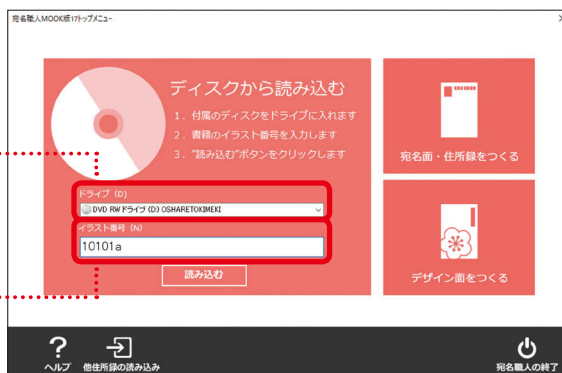 宛名職人MOOK版17トップメニュー
ディスクから読み込む
1. 付属のディスクをドライブに入れます
2. 書籍のイラスト番号を入力します
3. "読み込む"ボタンをクリックします
ドライブ (D)
DVD RW ドライブ (D) OSHARETOKIMEKI
イラスト番号 (N)
10101a
読み込む
宛名面・住所録をつくる
デザイン面をつくる
ヘルプ
他住所録の読み込み
宛名職人の終了